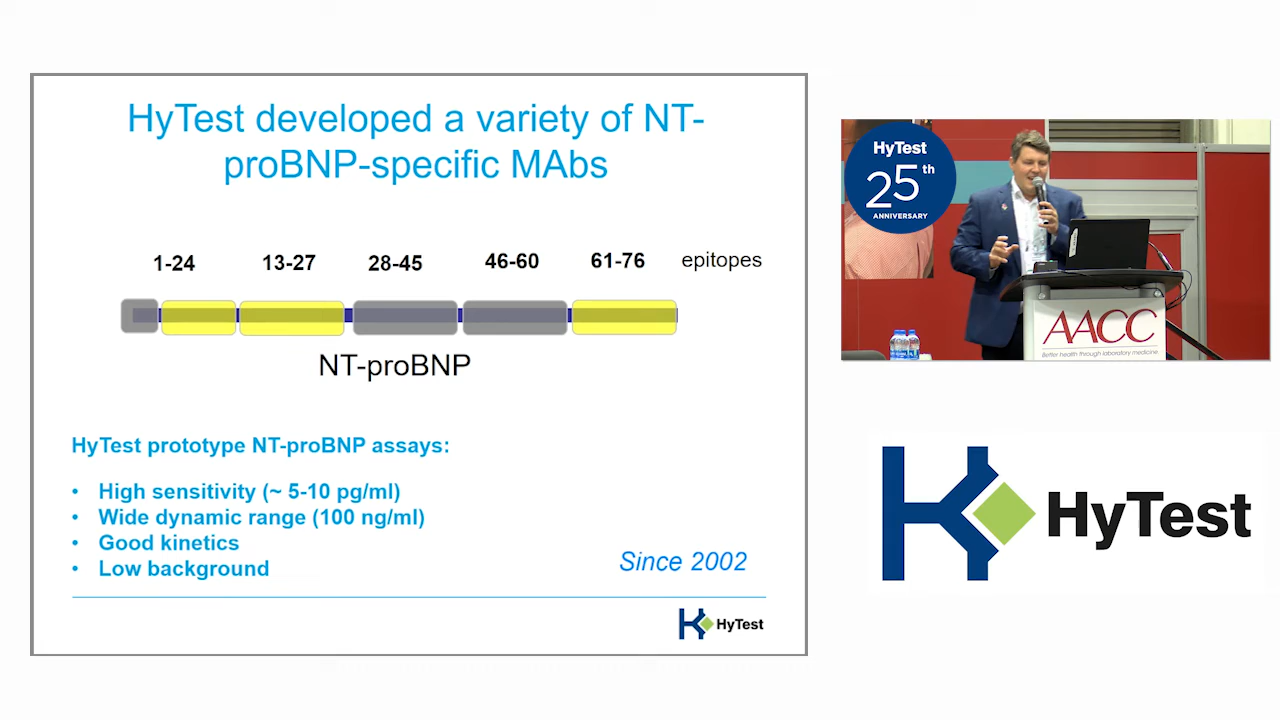 HyTest developed a variety of NT-
proBNP-specific MAbs
1-24 13-27 28-45 46-60 61-76 epitopes
NT-proBNP
HyTest prototype NT-proBNP assays:
• High sensitivity (~ 5-10 pg/ml)
• Wide dynamic range (100 ng/ml)
• Good kinetics
• Low background
Since 2002
HyTest
HyTest
25th
ANNIVERSARY
AACC
Better health through laboratory medicine.
HyTest